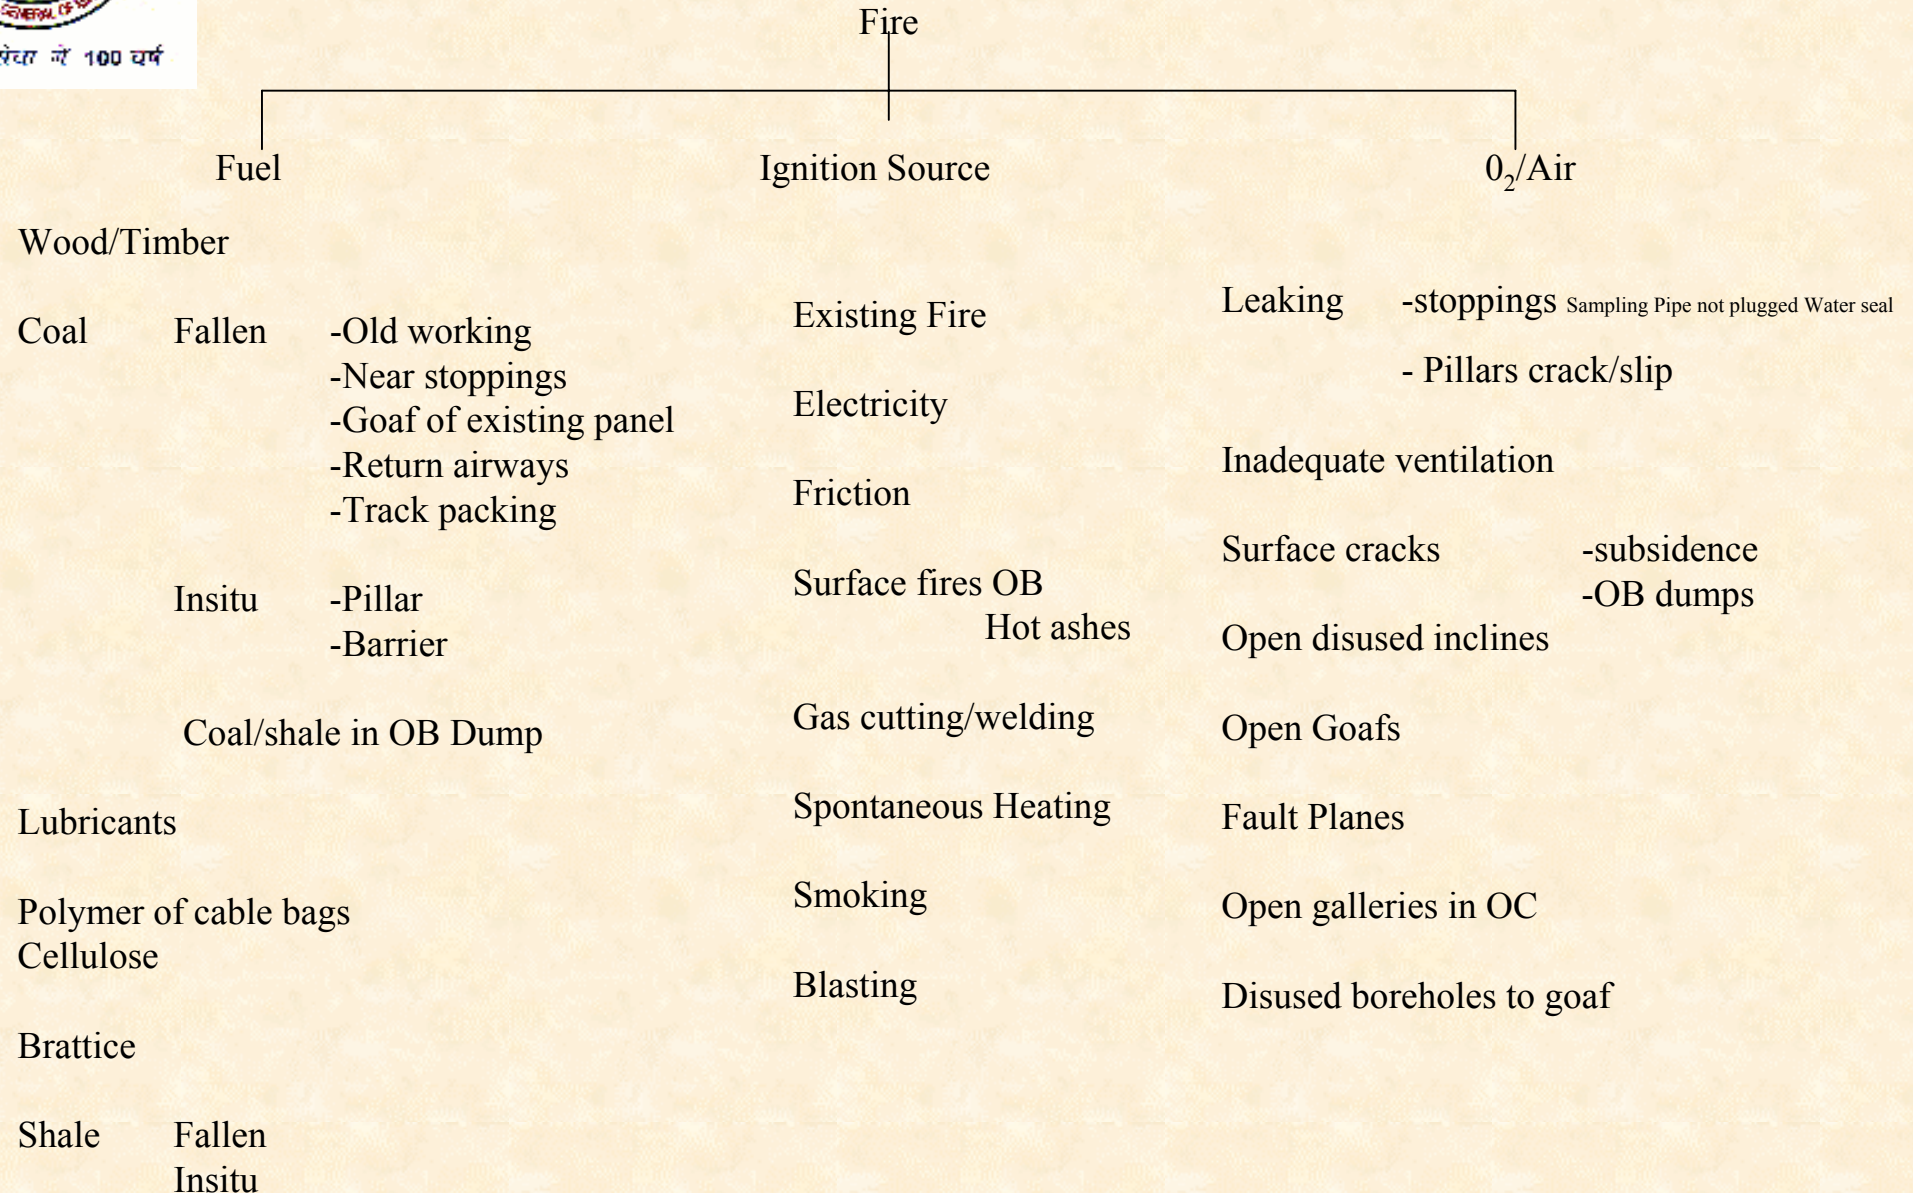 GENERAL OF
में 100 वर्ष
Fire
Fuel
Ignition Source
0₂/Air
Wood/Timber
Coal Fallen -Old working
-Near stoppings
-Goaf of existing panel
-Return airways
-Track packing
Insitu -Pillar
-Barrier
Coal/shale in OB Dump
Lubricants
Polymer of cable bags
Cellulose
Brattice
Shale Fallen
Insitu
Existing Fire
Electricity
Friction
Surface fires OB
Hot ashes
Gas cutting/welding
Spontaneous Heating
Smoking
Blasting
Leaking -stoppings Sampling Pipe not plugged Water seal
- Pillars crack/slip
Inadequate ventilation
Surface cracks -subsidence
-OB dumps
Open disused inclines
Open Goafs
Fault Planes
Open galleries in OC
Disused boreholes to goaf